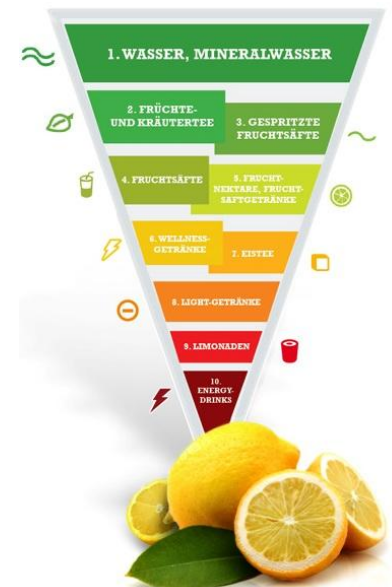 1. WASSER, MINERALWASSER
2. FRÜCHTE-
UND KRÄUTERTEE
3. GESPRITZTE
FRUCHTSÄFTE
4. FRUCHTSÄFTE
5. FRUCHT-
NEKTARE, FRUCHT-
SAFTGETRÄNKE
6. WELLNESS-
GETRÄNKE
7. EISTEE
8. LIGHT-GETRÄNKE
9. LIMONADEN
10.
ENERGY-
DRINKS